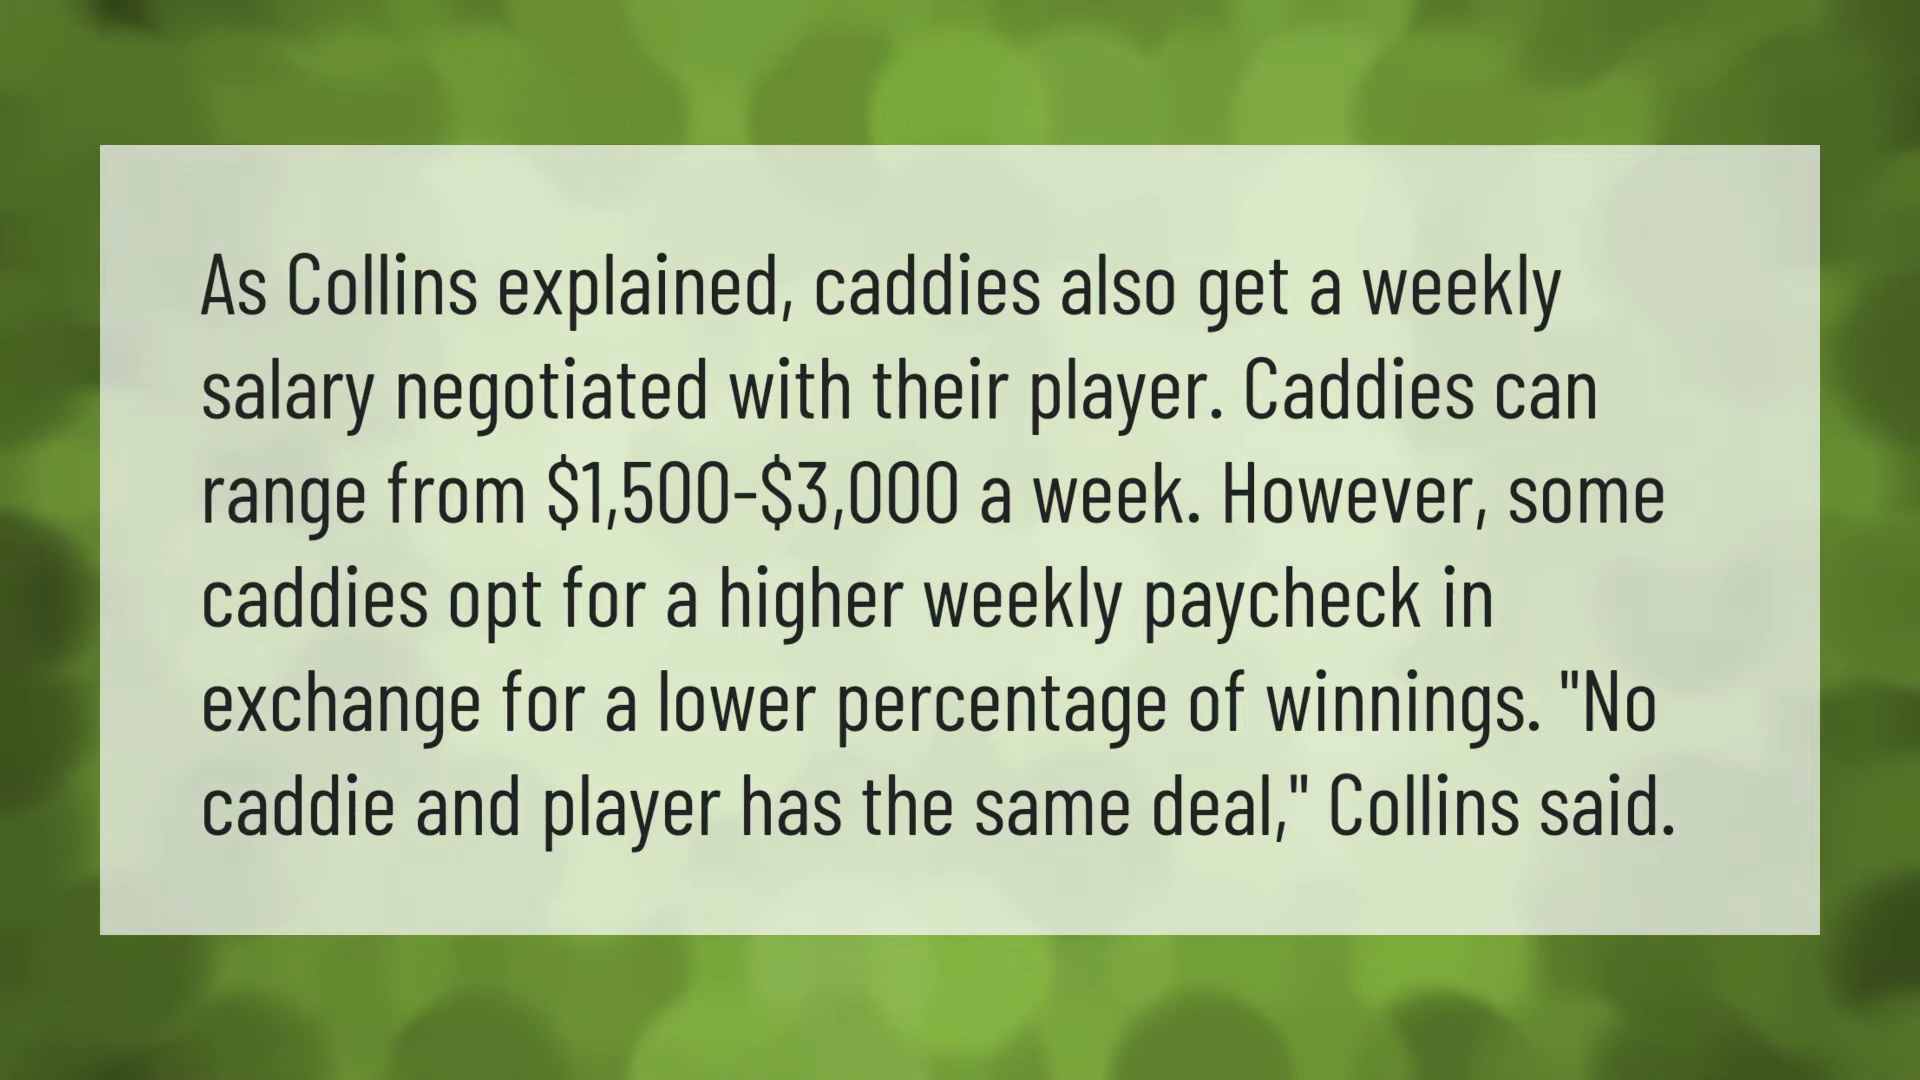 As Collins explained, caddies also get a weekly
salary negotiated with their player. Caddies can
range from $1,500-$3,000 a week. However, some
caddies opt for a higher weekly paycheck in
exchange for a lower percentage of winnings. "No
caddie and player has the same deal," Collins said.